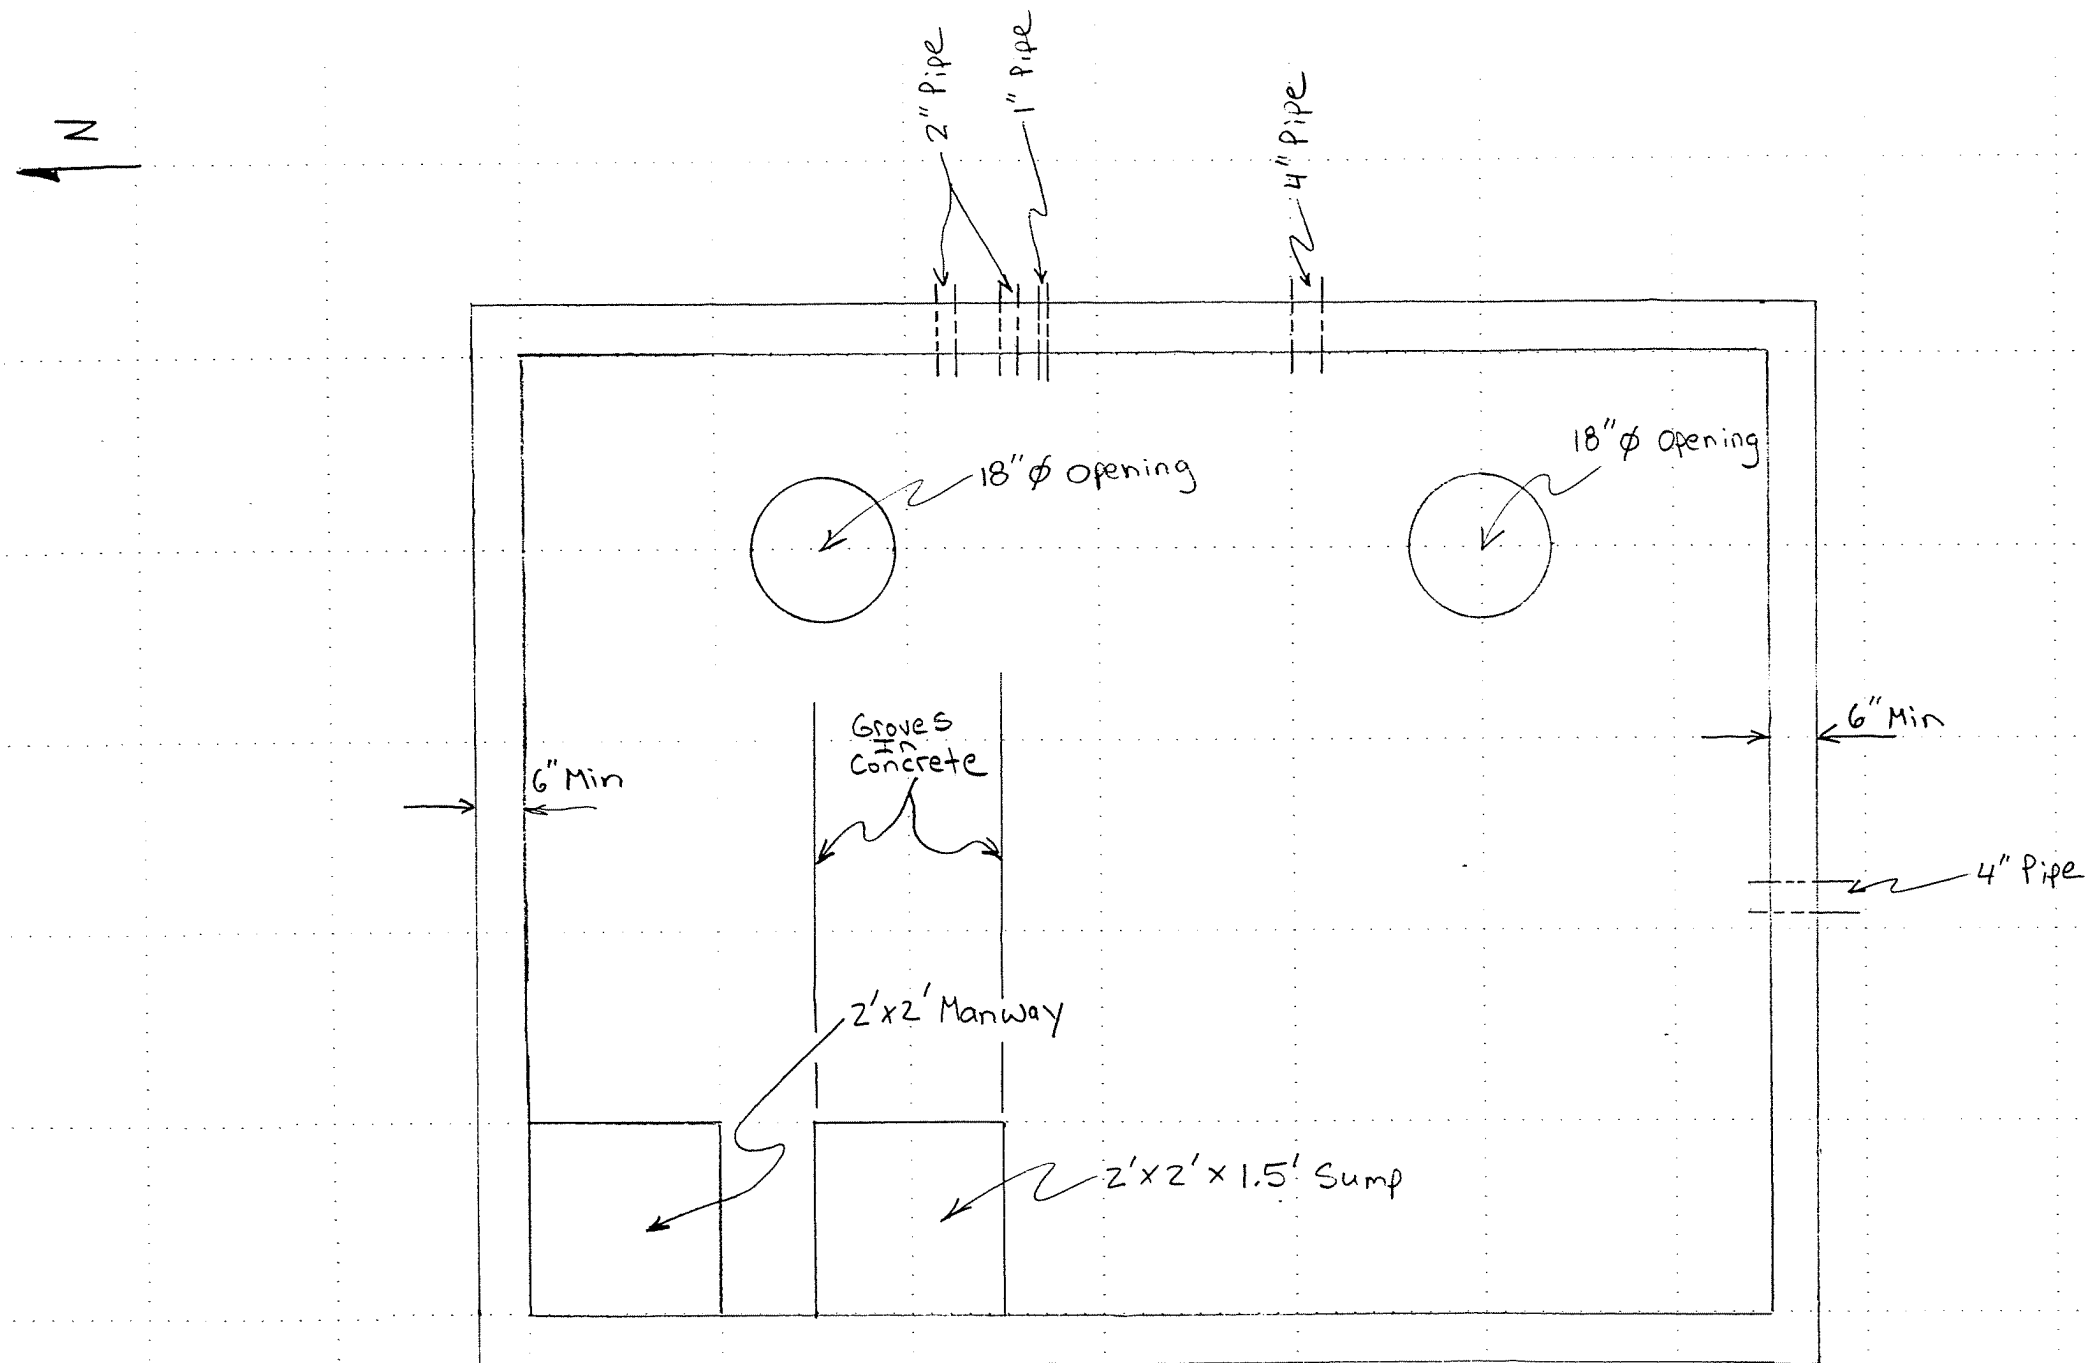 N
2" Pipe
1" Pipe
4" Pipe
18"ø Opening
18"ø Opening
Groves
In
Concrete
6" Min
6" Min
4" Pipe
2'x2' Manway
2'x2'x1.5' Sump